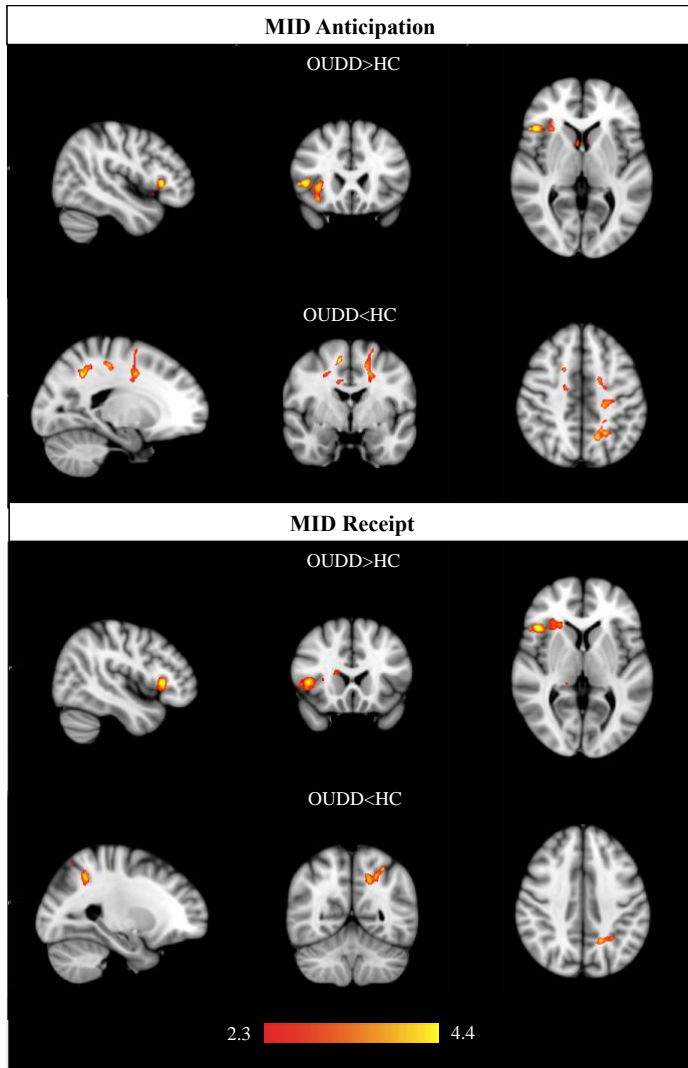 MID Anticipation
OUDD>HC
OUDD<HC
MID Receipt
OUDD>HC
OUDD<HC
2.3 4.4